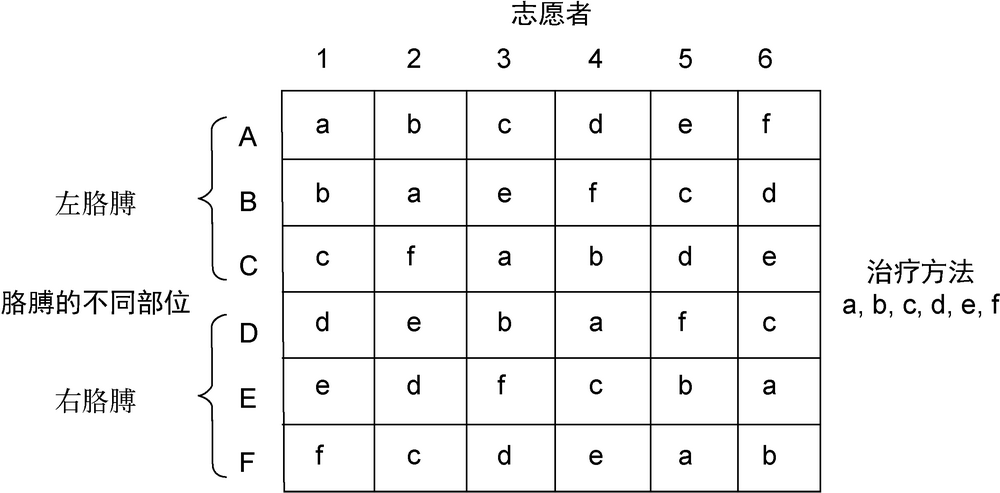 志愿者
1 2 3 4 5 6
A a b c d e f
左胳膊 B b a e f c d
C c f a b d e
胳膊的不同部位
治疗方法
a, b, c, d, e, f
D d e b a f c
右胳膊 E e d f c b a
F f c d e a b